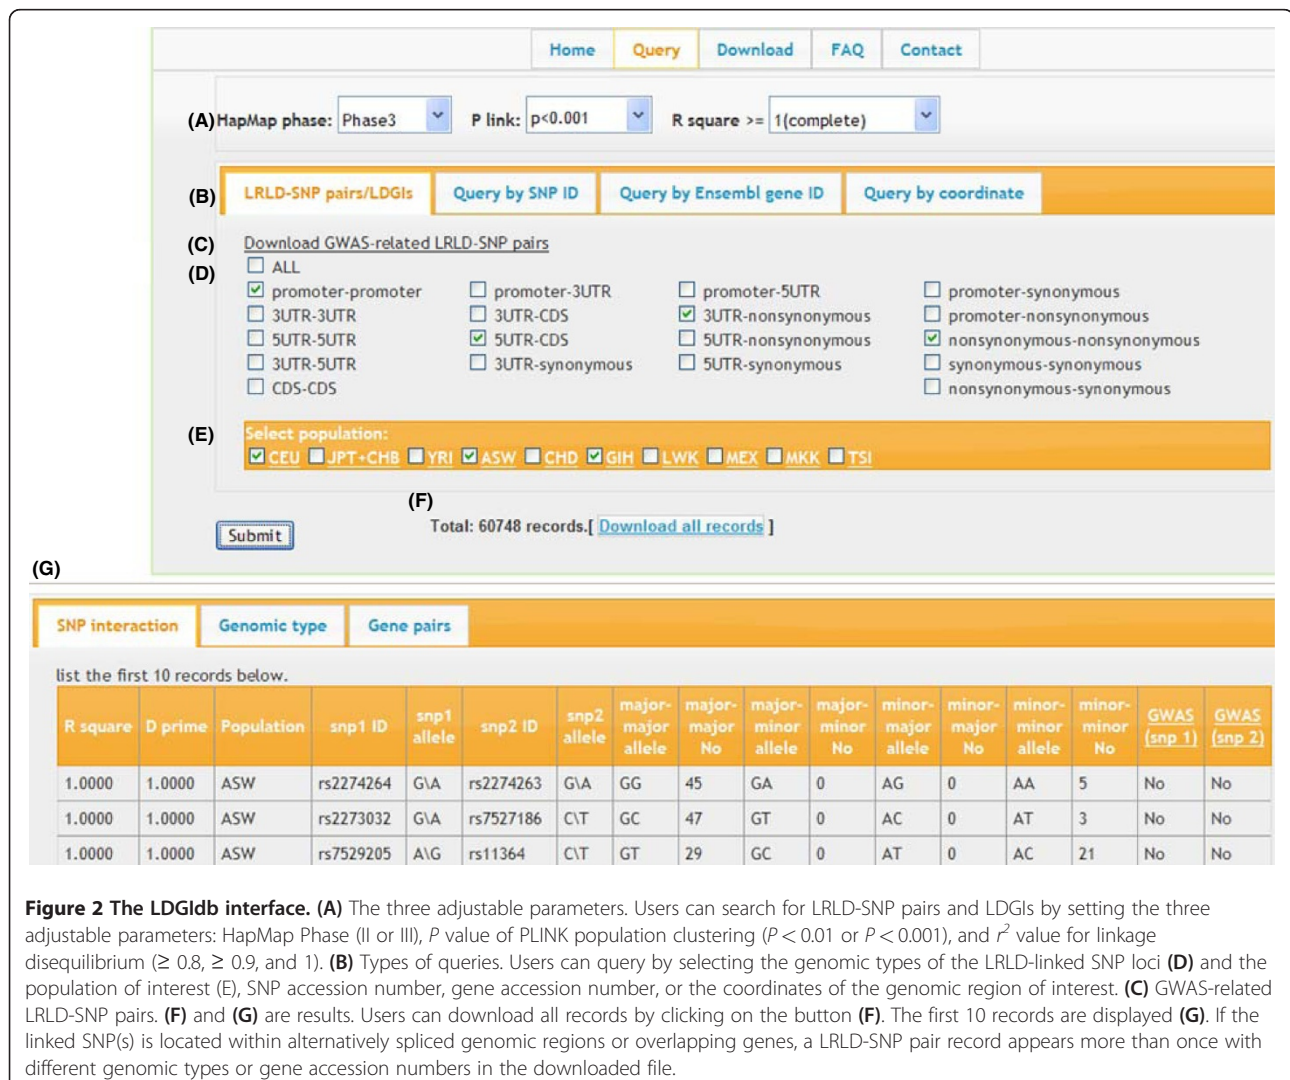 Home Query Download FAQ Contact
(A) HapMap phase: Phase3 P link: p<0.001 R square >= 1(complete)
(B) LRLD-SNP pairs/LDGIs Query by SNP ID Query by Ensembl gene ID Query by coordinate
(C) Download GWAS-related LRLD-SNP pairs
(D) ALL
promoter-promoter promoter-3UTR promoter-5UTR promoter-synonymous
3UTR-3UTR 3UTR-CDS 3UTR-nonsynonymous promoter-nonsynonymous
5UTR-5UTR 5UTR-CDS 5UTR-nonsynonymous nonsynonymous-nonsynonymous
3UTR-5UTR 3UTR-synonymous 5UTR-synonymous synonymous-synonymous
CDS-CDS nonsynonymous-synonymous
(E) Select population:
CEU JPT+CHB YRI ASW CHD GIH LWK MEX MKK TSI
(F)
Submit Total: 60748 records.[ Download all records ]
(G)
SNP interaction Genomic type Gene pairs
list the first 10 records below.
R square D prime Population snp1 ID snp1 allele snp2 ID snp2 allele major-major allele major-major No major-minor allele major-minor No minor-major allele minor-major No minor-minor allele minor-minor No GWAS (snp 1) GWAS (snp 2)
1.0000 1.0000 ASW rs2274264 G\A rs2274263 G\A GG 45 GA 0 AG 0 AA 5 No No
1.0000 1.0000 ASW rs2273032 G\A rs7527186 C\T GC 47 GT 0 AC 0 AT 3 No No
1.0000 1.0000 ASW rs7529205 A\G rs11364 C\T GT 29 GC 0 AT 0 AC 21 No No
Figure 2 The LDGIdb interface. (A) The three adjustable parameters. Users can search for LRLD-SNP pairs and LDGIs by setting the three
adjustable parameters: HapMap Phase (II or III), P value of PLINK population clustering (P < 0.01 or P < 0.001), and r² value for linkage
disequilibrium (≥ 0.8, ≥ 0.9, and 1). (B) Types of queries. Users can query by selecting the genomic types of the LRLD-linked SNP loci (D) and the
population of interest (E), SNP accession number, gene accession number, or the coordinates of the genomic region of interest. (C) GWAS-related
LRLD-SNP pairs. (F) and (G) are results. Users can download all records by clicking on the button (F). The first 10 records are displayed (G). If the
linked SNP(s) is located within alternatively spliced genomic regions or overlapping genes, a LRLD-SNP pair record appears more than once with
different genomic types or gene accession numbers in the downloaded file.